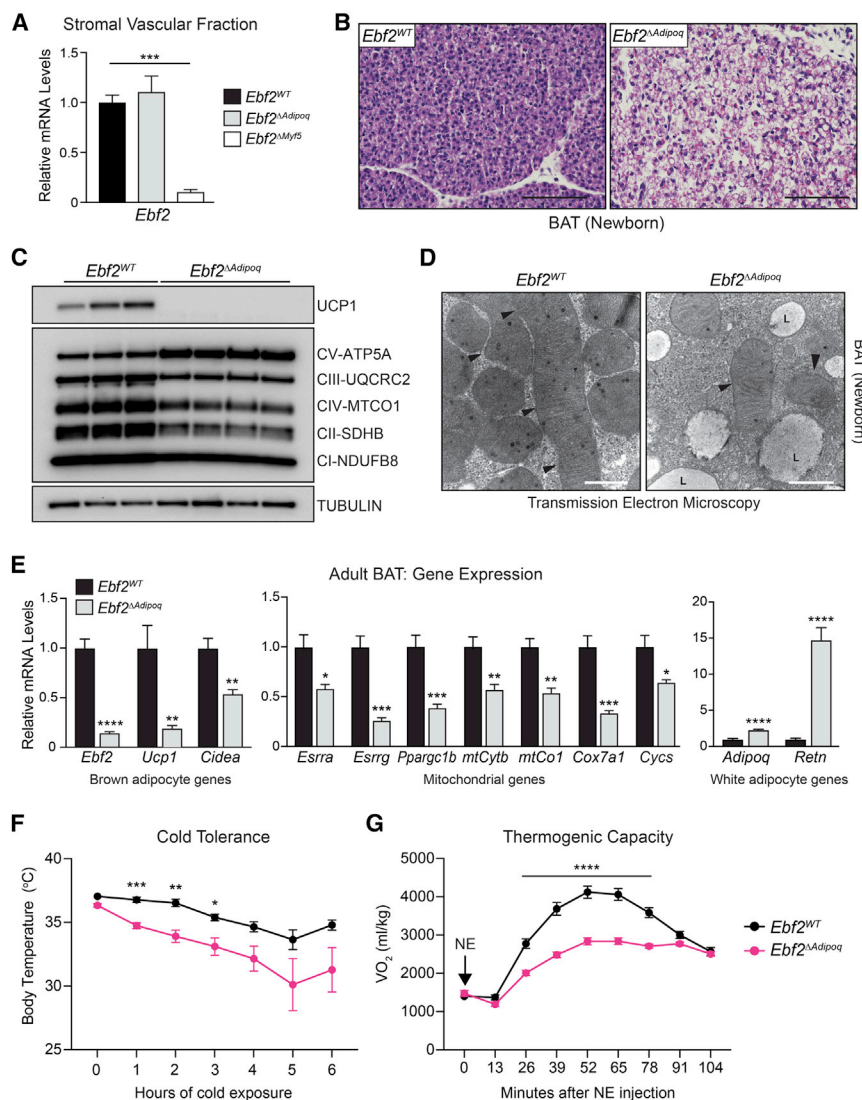 A
Stromal Vascular Fraction
Relative mRNA Levels
1.5
1.0
0.5
0
***
Ebf2
Ebf2WT
Ebf2ΔAdipoq
Ebf2ΔMyf5
B
Ebf2WT
Ebf2ΔAdipoq
BAT (Newborn)
C
Ebf2WT
Ebf2ΔAdipoq
UCP1
CV-ATP5A
CIII-UQCRC2
CIV-MTCO1
CII-SDHB
CI-NDUFB8
TUBULIN
D
Ebf2WT
Ebf2ΔAdipoq
L
L
L
L
BAT (Newborn)
Transmission Electron Microscopy
E
Adult BAT: Gene Expression
Ebf2WT
Ebf2ΔAdipoq
Relative mRNA Levels
1.5
1.0
0.5
0
**** ** **
Ebf2 Ucp1 Cidea
Brown adipocyte genes
1.5
1.0
0.5
0
* *** *** ** ** *** *
Esrra Esrrg Ppargc1b mtCytb mtCo1 Cox7a1 Cycs
Mitochondrial genes
20
15
10
5
0
**** ****
Adipoq Retn
White adipocyte genes
F
Cold Tolerance
Body Temperature (°C)
40
35
30
25
*** ** *
0 1 2 3 4 5 6
Hours of cold exposure
G
Thermogenic Capacity
VO2 (ml/kg)
5000
4000
3000
2000
1000
0
NE
****
0 13 26 39 52 65 78 91 104
Minutes after NE injection
Ebf2WT
Ebf2ΔAdipoq